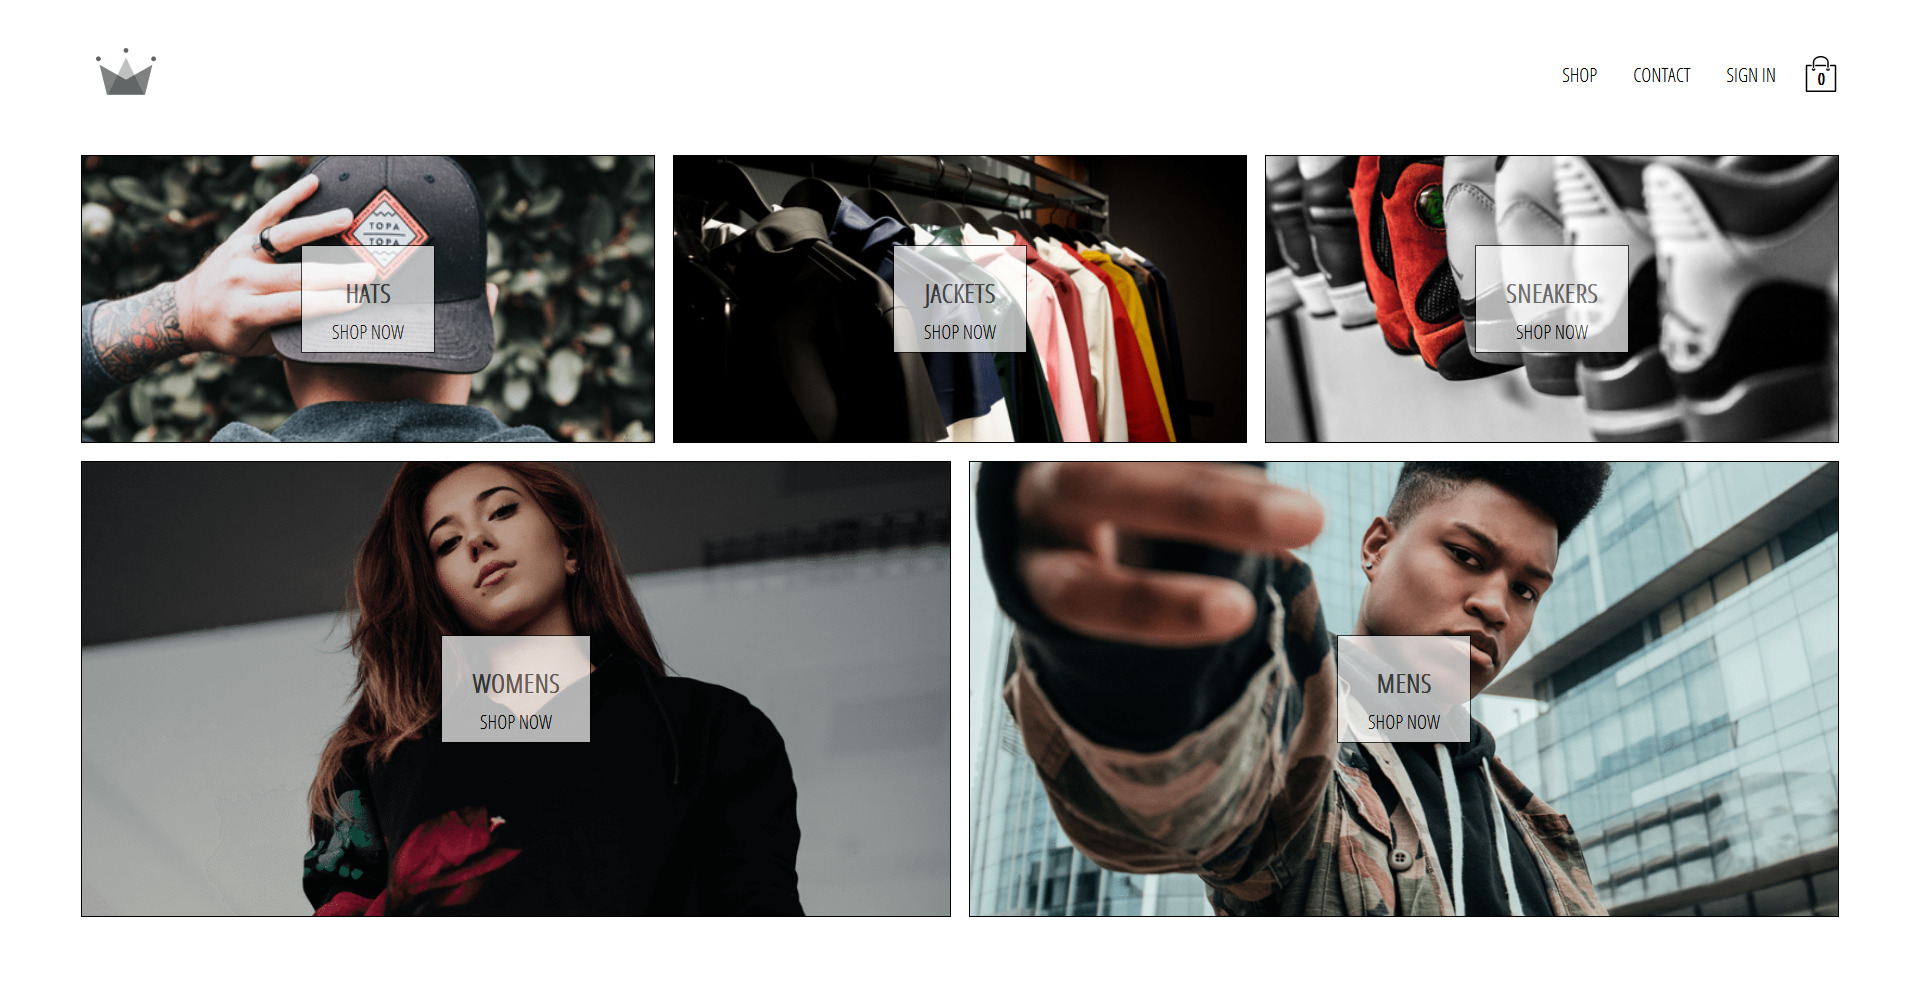 SHOP
CONTACT
SIGN IN
0
TOPA
TOPA
HATS
SHOP NOW
JACKETS
SHOP NOW
SNEAKERS
SHOP NOW
WOMENS
SHOP NOW
MENS
SHOP NOW